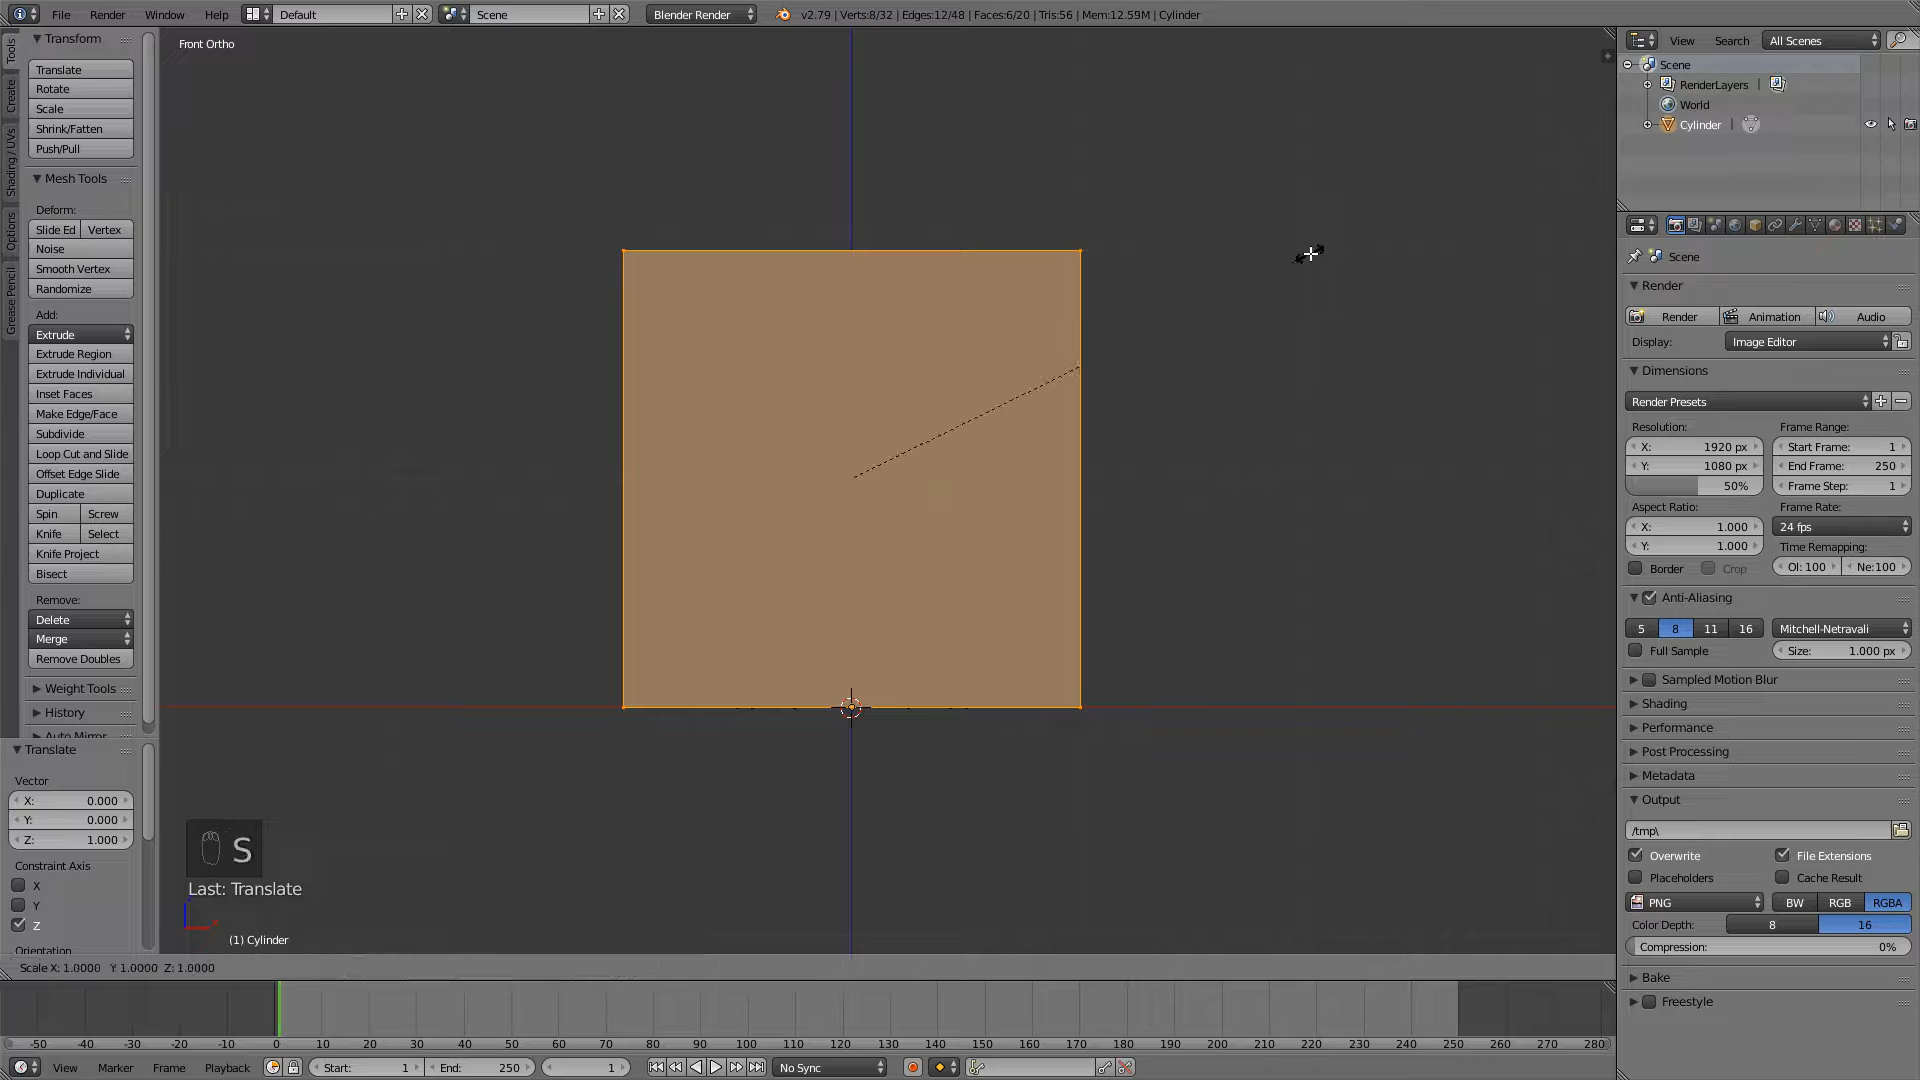 File Render Window Help Default Scene Blender Render v2.79 | Verts:8/32 | Edges:12/48 | Faces:6/20 | Tris:56 | Mem:12.59M | Cylinder
Tools
Create
Shading / UVs
Options
Grease Pencil
Transform
Translate
Rotate
Scale
Shrink/Fatten
Push/Pull
Mesh Tools
Deform:
Slide Ed Vertex
Noise
Smooth Vertex
Randomize
Add:
Extrude
Extrude Region
Extrude Individual
Inset Faces
Make Edge/Face
Subdivide
Loop Cut and Slide
Offset Edge Slide
Duplicate
Spin Screw
Knife Select
Knife Project
Bisect
Remove:
Delete
Merge
Remove Doubles
Weight Tools
History
Auto Mirror
Translate
Vector
X: 0.000
Y: 0.000
Z: 1.000
Constraint Axis
X
Y
Z
Orientation
Front Ortho
S
Last: Translate
(1) Cylinder
Scale X: 1.0000 Y: 1.0000 Z: 1.0000
View Search All Scenes
Scene
RenderLayers |
World
Cylinder |
Scene
Render
Render Animation Audio
Display: Image Editor
Dimensions
Render Presets
Resolution: Frame Range:
X: 1920 px Start Frame: 1
Y: 1080 px End Frame: 250
50% Frame Step: 1
Aspect Ratio: Frame Rate:
X: 1.000 24 fps
Y: 1.000 Time Remapping:
Border Crop Ol: 100 Ne:100
Anti-Aliasing
5 8 11 16 Mitchell-Netravali
Full Sample Size: 1.000 px
Sampled Motion Blur
Shading
Performance
Post Processing
Metadata
Output
/tmp\
Overwrite File Extensions
Placeholders Cache Result
PNG BW RGB RGBA
Color Depth: 8 16
Compression: 0%
Bake
Freestyle
-50 -40 -30 -20 -10 0 10 20 30 40 50 60 70 80 90 100 110 120 130 140 150 160 170 180 190 200 210 220 230 240 250 260 270 280
View Marker Frame Playback Start: 1 End: 250 1 No Sync